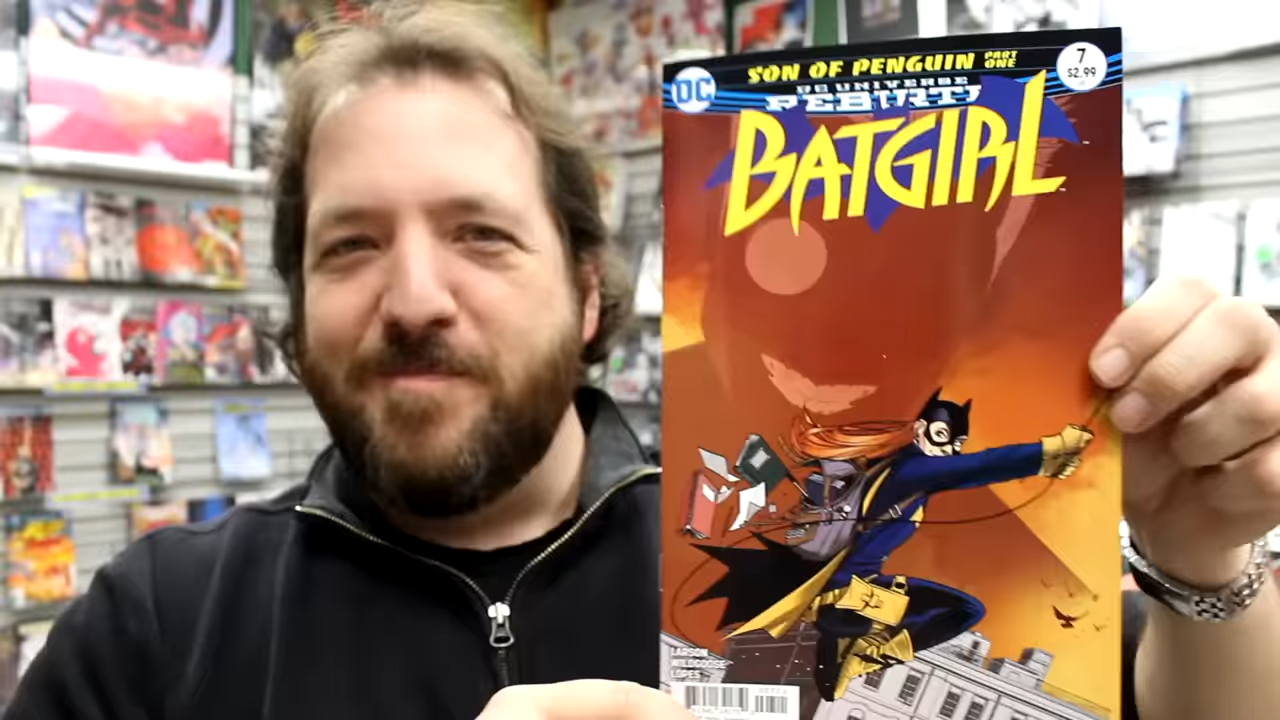 SON OF PENGUIN PART ONE
7
$2.99
DC
DC UNIVERSE
REBIRTH
BATGIRL
LARSON
WILDGOOSE
LOPES